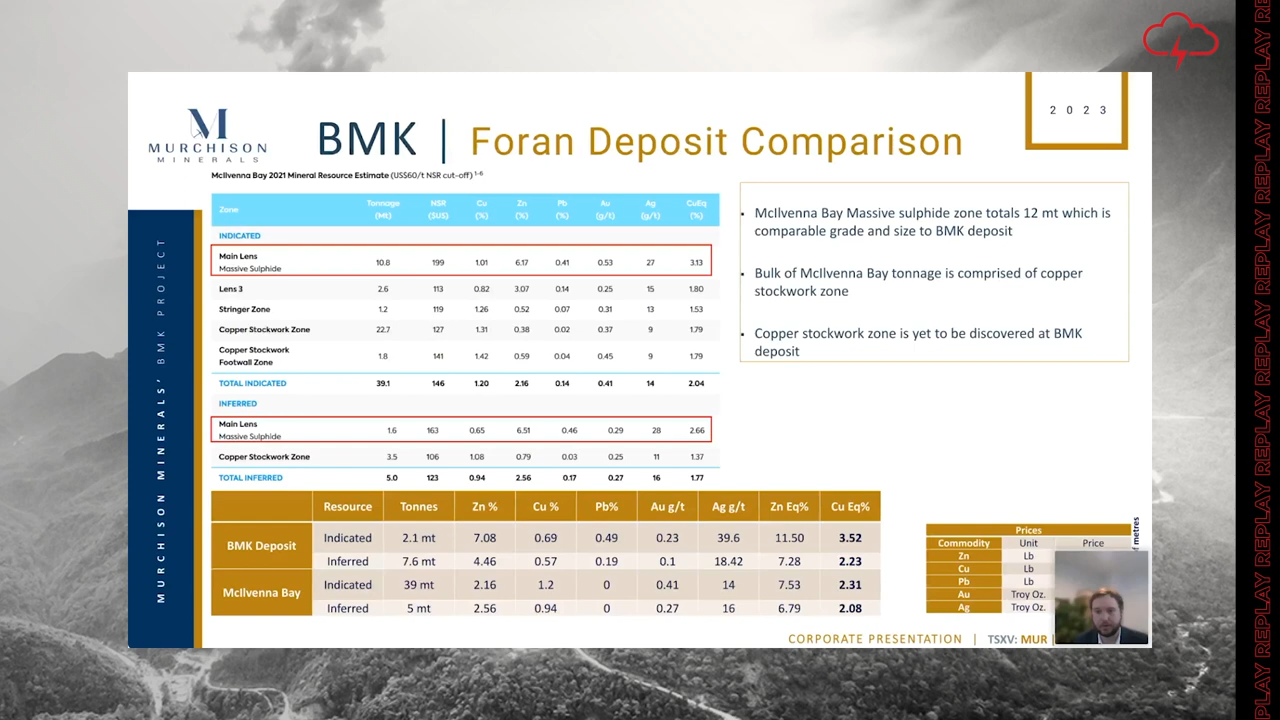 MURCHISON
MINERALS
BMK | Foran Deposit Comparison
2023
McIlvenna Bay 2021 Mineral Resource Estimate (US$60/t NSR cut-off) 1-6
Zone Tonnage (Mt) NSR ($US) Cu (%) Zn (%) Pb (%) Au (g/t) Ag (g/t) CuEq (%)
INDICATED
Main Lens Massive Sulphide 10.8 199 1.01 6.17 0.41 0.53 27 3.13
Lens 3 2.6 113 0.82 3.07 0.14 0.25 15 1.80
Stringer Zone 1.2 119 1.26 0.52 0.07 0.31 13 1.53
Copper Stockwork Zone 22.7 127 1.31 0.38 0.02 0.37 9 1.79
Copper Stockwork Footwall Zone 1.8 141 1.42 0.59 0.04 0.45 9 1.79
TOTAL INDICATED 39.1 146 1.20 2.16 0.14 0.41 14 2.04
INFERRED
Main Lens Massive Sulphide 1.6 163 0.65 6.51 0.46 0.29 28 2.66
Copper Stockwork Zone 3.5 106 1.08 0.79 0.03 0.25 11 1.37
TOTAL INFERRED 5.0 123 0.94 2.56 0.17 0.27 16 1.77
• McIlvenna Bay Massive sulphide zone totals 12 mt which is
comparable grade and size to BMK deposit
• Bulk of McIlvenna Bay tonnage is comprised of copper
stockwork zone
• Copper stockwork zone is yet to be discovered at BMK
deposit
Resource Tonnes Zn % Cu % Pb% Au g/t Ag g/t Zn Eq% Cu Eq%
BMK Deposit
Indicated 2.1 mt 7.08 0.69 0.49 0.23 39.6 11.50 3.52
Inferred 7.6 mt 4.46 0.57 0.19 0.1 18.42 7.28 2.23
McIlvenna Bay
Indicated 39 mt 2.16 1.2 0 0.41 14 7.53 2.31
Inferred 5 mt 2.56 0.94 0 0.27 16 6.79 2.08
Prices
Commodity Unit Price
Zn Lb
Cu Lb
Pb Lb
Au Troy Oz.
Ag Troy Oz.
metres
CORPORATE PRESENTATION | TSXV: MUR |
MURCHISON MINERALS' BMK PROJECT
REPLAY REPLAY REPLAY REPLAY REPLAY REPLAY REPLAY REPLAY